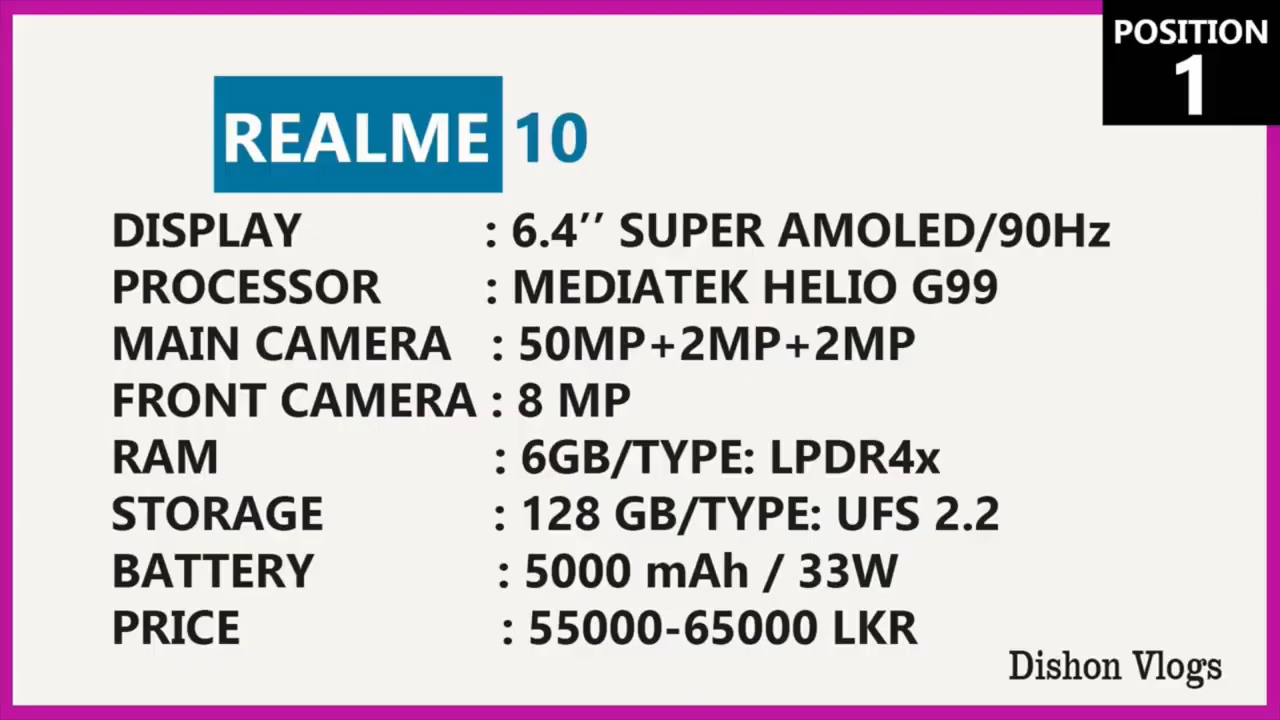 POSITION
1
REALME 10
DISPLAY : 6.4’’ SUPER AMOLED/90Hz
PROCESSOR : MEDIATEK HELIO G99
MAIN CAMERA : 50MP+2MP+2MP
FRONT CAMERA : 8 MP
RAM : 6GB/TYPE: LPDR4x
STORAGE : 128 GB/TYPE: UFS 2.2
BATTERY : 5000 mAh / 33W
PRICE : 55000-65000 LKR
Dishon Vlogs